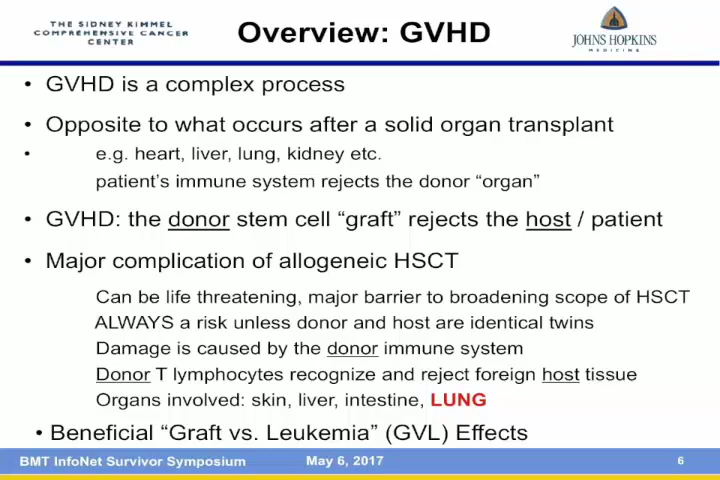 THE SIDNEY KIMMEL
COMPREHENSIVE CANCER
CENTER
Overview: GVHD
JOHNS HOPKINS
MEDICINE
• GVHD is a complex process
• Opposite to what occurs after a solid organ transplant
• e.g. heart, liver, lung, kidney etc.
patient's immune system rejects the donor “organ”
• GVHD: the donor stem cell “graft” rejects the host / patient
• Major complication of allogeneic HSCT
Can be life threatening, major barrier to broadening scope of HSCT
ALWAYS a risk unless donor and host are identical twins
Damage is caused by the donor immune system
Donor T lymphocytes recognize and reject foreign host tissue
Organs involved: skin, liver, intestine, LUNG
• Beneficial “Graft vs. Leukemia” (GVL) Effects
BMT InfoNet Survivor Symposium May 6, 2017 6